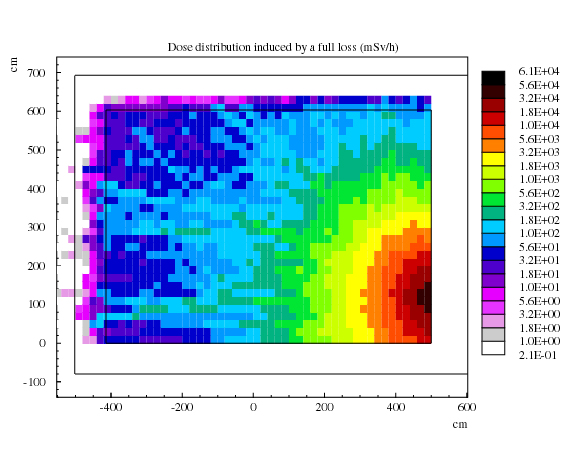 Dose distribution induced by a full loss (mSv/h)
cm
700
600
500
400
300
200
100
0
-100
-400
-200
0
200
400
600
cm
6.1E+04
5.6E+04
3.2E+04
1.8E+04
1.0E+04
5.6E+03
3.2E+03
1.8E+03
1.0E+03
5.6E+02
3.2E+02
1.8E+02
1.0E+02
5.6E+01
3.2E+01
1.8E+01
1.0E+01
5.6E+00
3.2E+00
1.8E+00
1.0E+00
2.1E-01